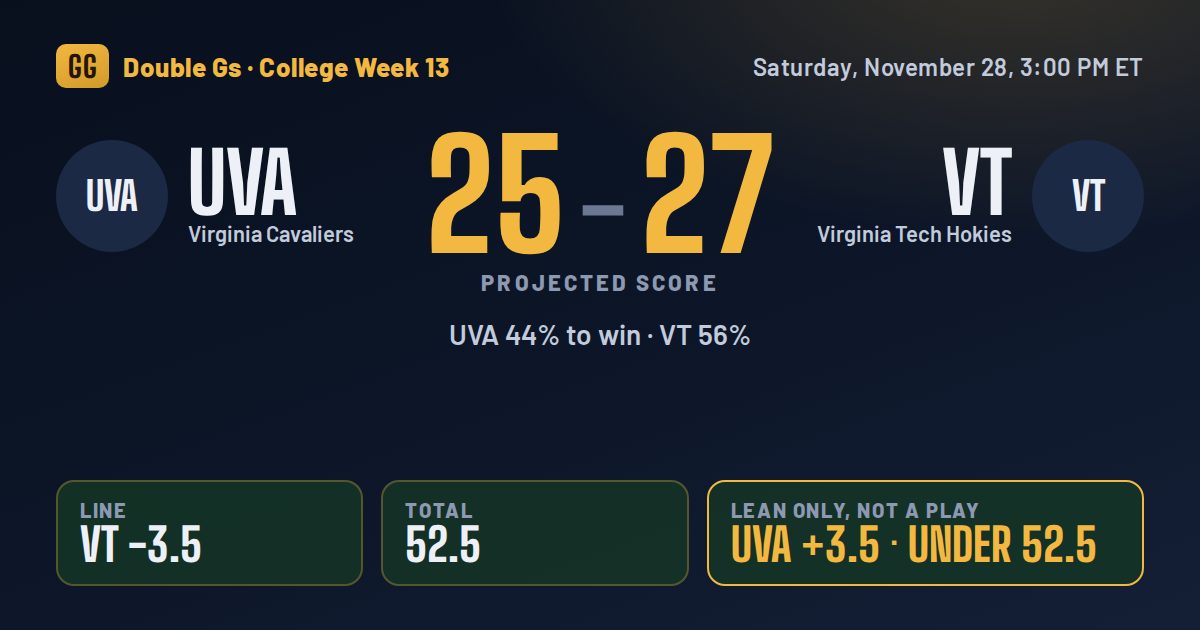 GG Double Gs · College Week 13
Saturday, November 28, 3:00 PM ET
UVA
UVA
Virginia Cavaliers
25 – 27
PROJECTED SCORE
UVA 44% to win · VT 56%
VT
Virginia Tech Hokies
VT
LINE
VT −3.5
TOTAL
52.5
LEAN ONLY, NOT A PLAY
UVA +3.5 · UNDER 52.5